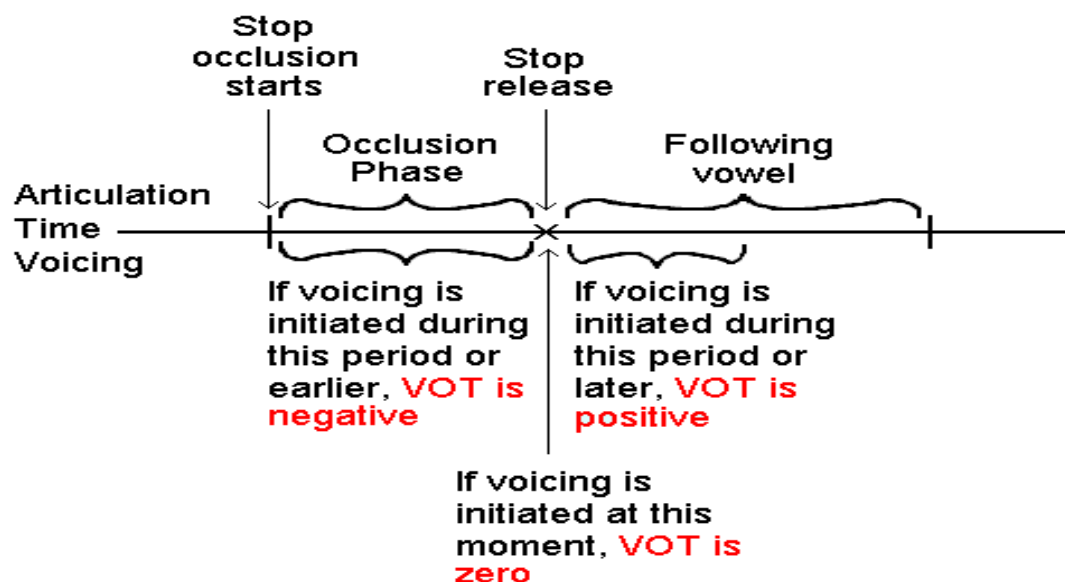 Stop
occlusion
starts
Stop
release
Occlusion
Phase
Following
vowel
Articulation
Time
Voicing
If voicing is
initiated during
this period or
earlier, VOT is
negative
If voicing is
initiated during
this period or
later, VOT is
positive
If voicing is
initiated at this
moment, VOT is
zero